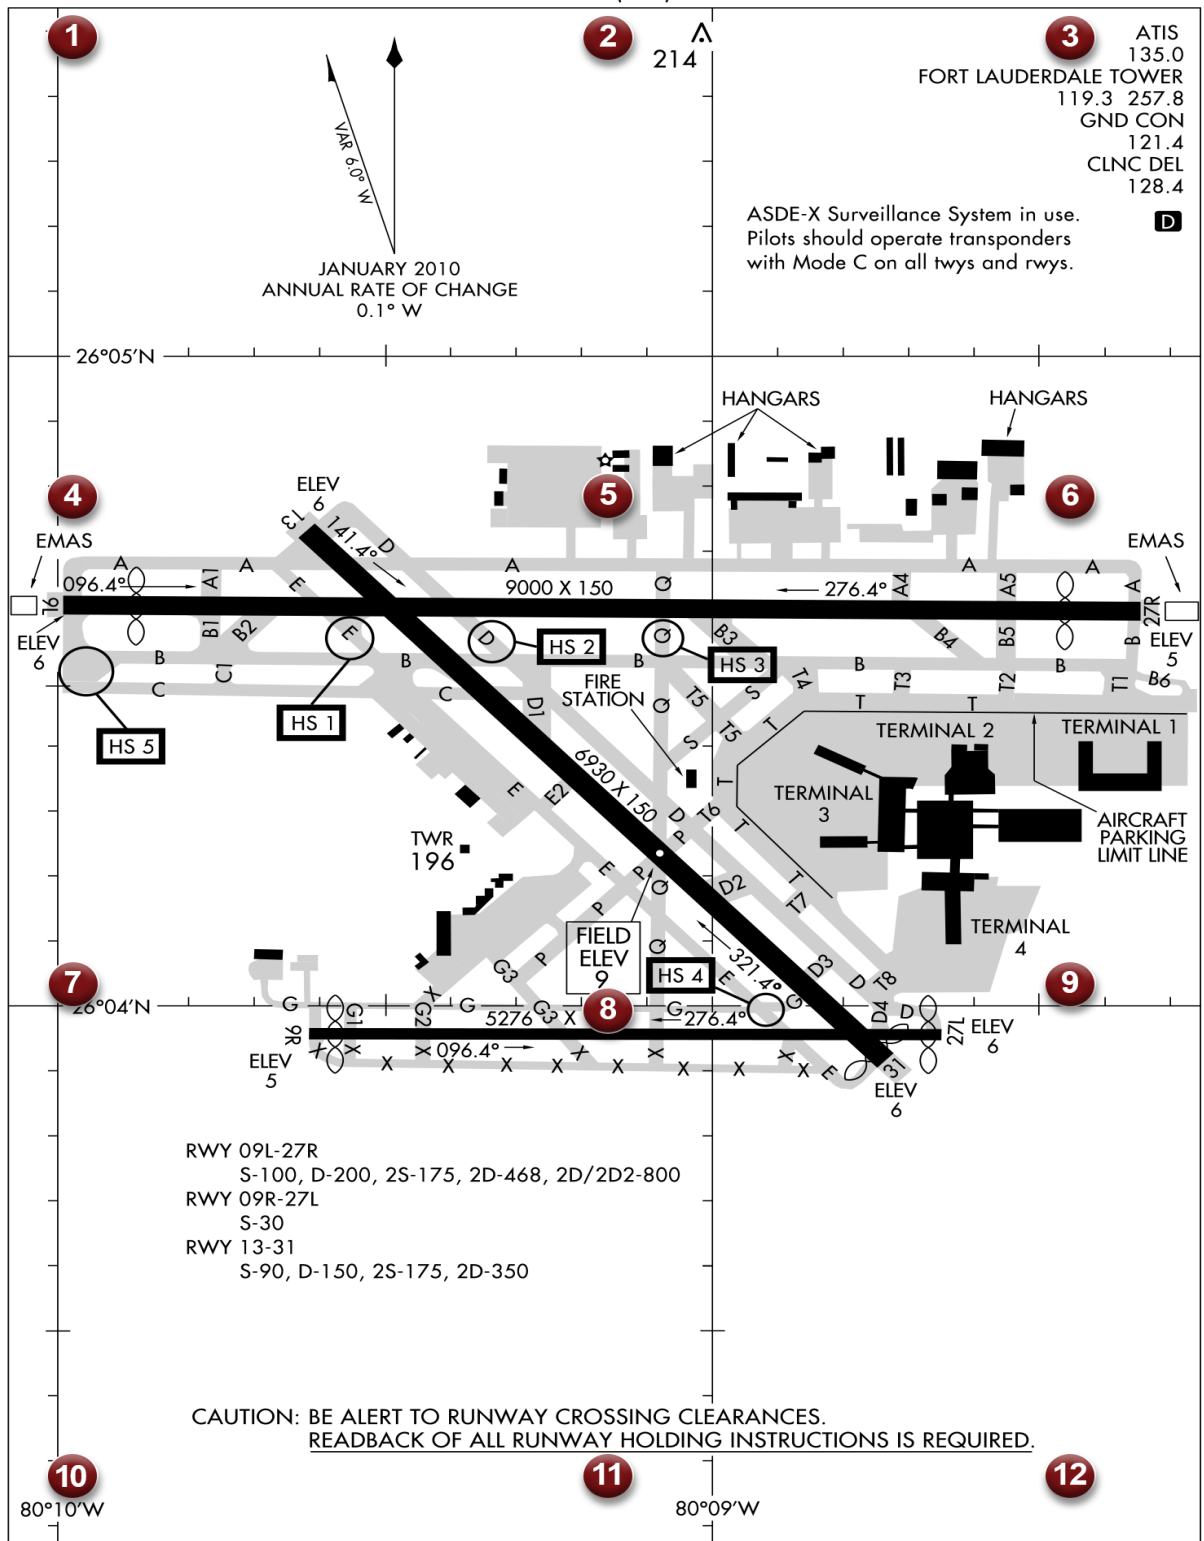 1
2
3
214
ATIS
135.0
FORT LAUDERDALE TOWER
119.3 257.8
GND CON
121.4
CLNC DEL
128.4
D
ASDE-X Surveillance System in use.
Pilots should operate transponders
with Mode C on all twys and rwys.
VAR 6.0° W
JANUARY 2010
ANNUAL RATE OF CHANGE
0.1° W
26°05'N
HANGARS
HANGARS
4
5
6
ELEV
6
13
141.4°
D
EMAS
EMAS
A
A
A
A
A
096.4°
A1
E
9000 X 150
Q
276.4°
A4
A5
A
9L
27R
ELEV
6
B1
B2
E
D
HS 2
Q
B3
B4
B5
B
ELEV
5
B
B
B
HS 3
B
B
B6
C
C1
C
FIRE
STATION
T5
S
T4
T3
T2
T1
HS 5
HS 1
D1
Q
T5
T
T
T
S
TERMINAL 2
TERMINAL 1
6930 X 150
T
TERMINAL
3
E
E2
D
T6
T
AIRCRAFT
PARKING
LIMIT LINE
P
TWR
196
E
P
Q
D2
T
T7
P
TERMINAL
4
FIELD
ELEV
9
Q
321.4°
D3
G3
P
HS 4
E
D
T8
7
8
9
26°04'N
G
G1
G2
X
G
G3
G
G
D4
D
5276 X
276.4°
9R
27L
ELEV
6
X
X
X
096.4°
X
X
X
ELEV
5
X
X
X
X
X
X
X
E
31
ELEV
6
RWY 09L-27R
S-100, D-200, 2S-175, 2D-468, 2D/2D2-800
RWY 09R-27L
S-30
RWY 13-31
S-90, D-150, 2S-175, 2D-350
CAUTION: BE ALERT TO RUNWAY CROSSING CLEARANCES.
READBACK OF ALL RUNWAY HOLDING INSTRUCTIONS IS REQUIRED.
10
11
12
80°10'W
80°09'W